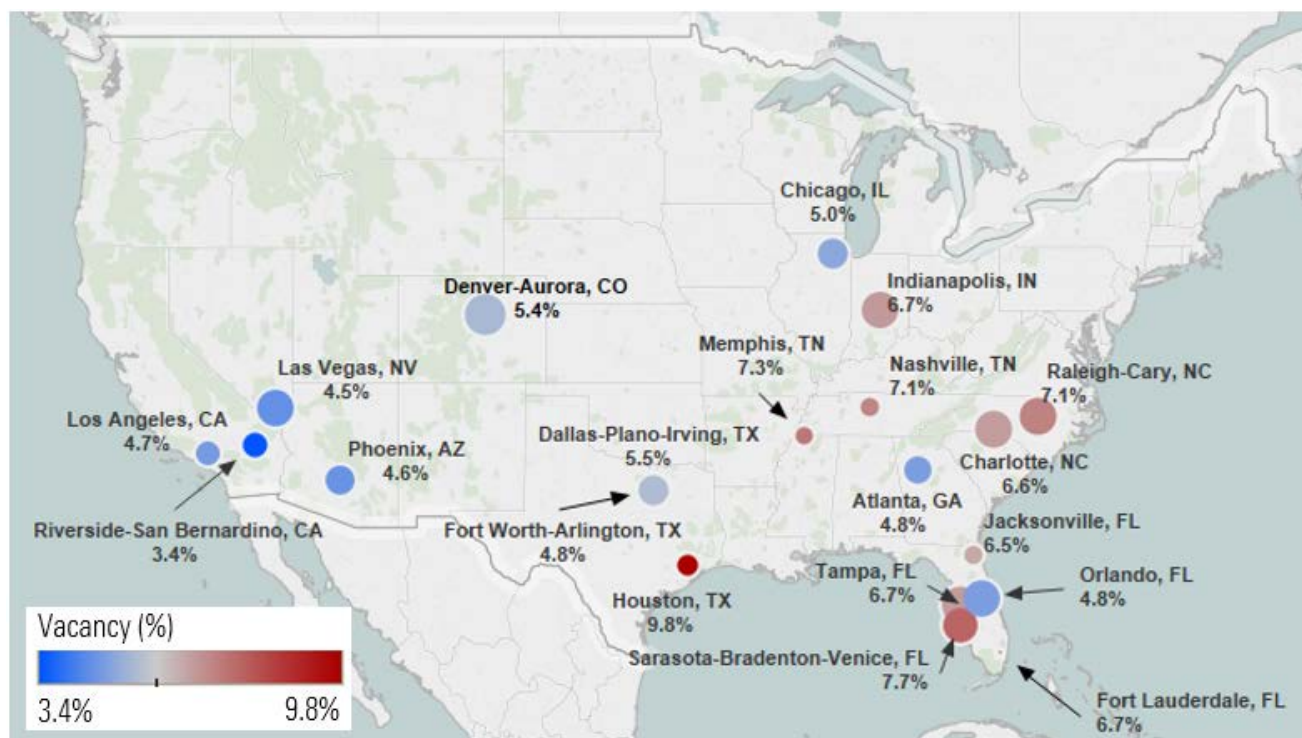 Chicago, IL
5.0%
Denver-Aurora, CO
5.4%
Indianapolis, IN
6.7%
Memphis, TN
7.3%
Nashville, TN
7.1%
Raleigh-Cary, NC
7.1%
Las Vegas, NV
4.5%
Los Angeles, CA
4.7%
Phoenix, AZ
4.6%
Dallas-Plano-Irving, TX
5.5%
Charlotte, NC
6.6%
Atlanta, GA
4.8%
Riverside-San Bernardino, CA
3.4%
Fort Worth-Arlington, TX
4.8%
Jacksonville, FL
6.5%
Tampa, FL
6.7%
Orlando, FL
4.8%
Houston, TX
9.8%
Sarasota-Bradenton-Venice, FL
7.7%
Fort Lauderdale, FL
6.7%
Vacancy (%)
3.4% 9.8%